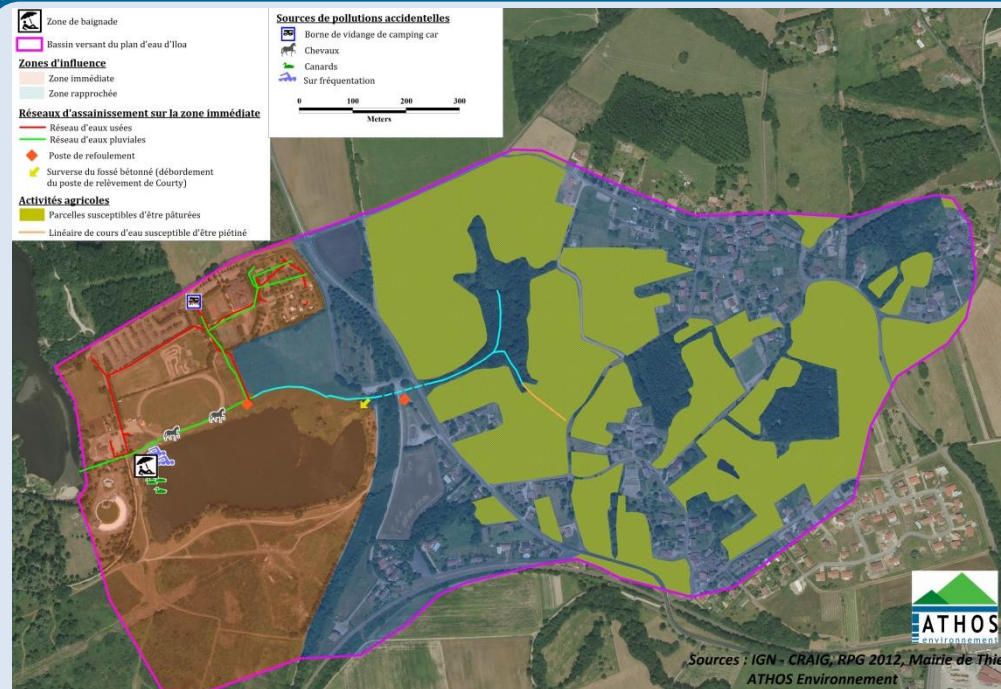 Zone de baignade
Bassin versant du plan d'eau d'Iloa
Zones d'influence
Zone immédiate
Zone rapprochée
Réseaux d'assainissement sur la zone immédiate
Réseau d'eaux usées
Réseau d'eaux pluviales
Poste de refoulement
Surverse du fossé bétonné (débordement
du poste de relèvement de Courty)
Activités agricoles
Parcelles susceptibles d'être pâturées
Linéaire de cours d'eau susceptible d'être piétiné
Sources de pollutions accidentelles
Borne de vidange de camping car
Chevaux
Canards
Sur fréquentation
0 100 200 300
Meters
ATHOS
environnement
Sources : IGN - CRAIG, RPG 2012, Mairie de Thie
ATHOS Environnement